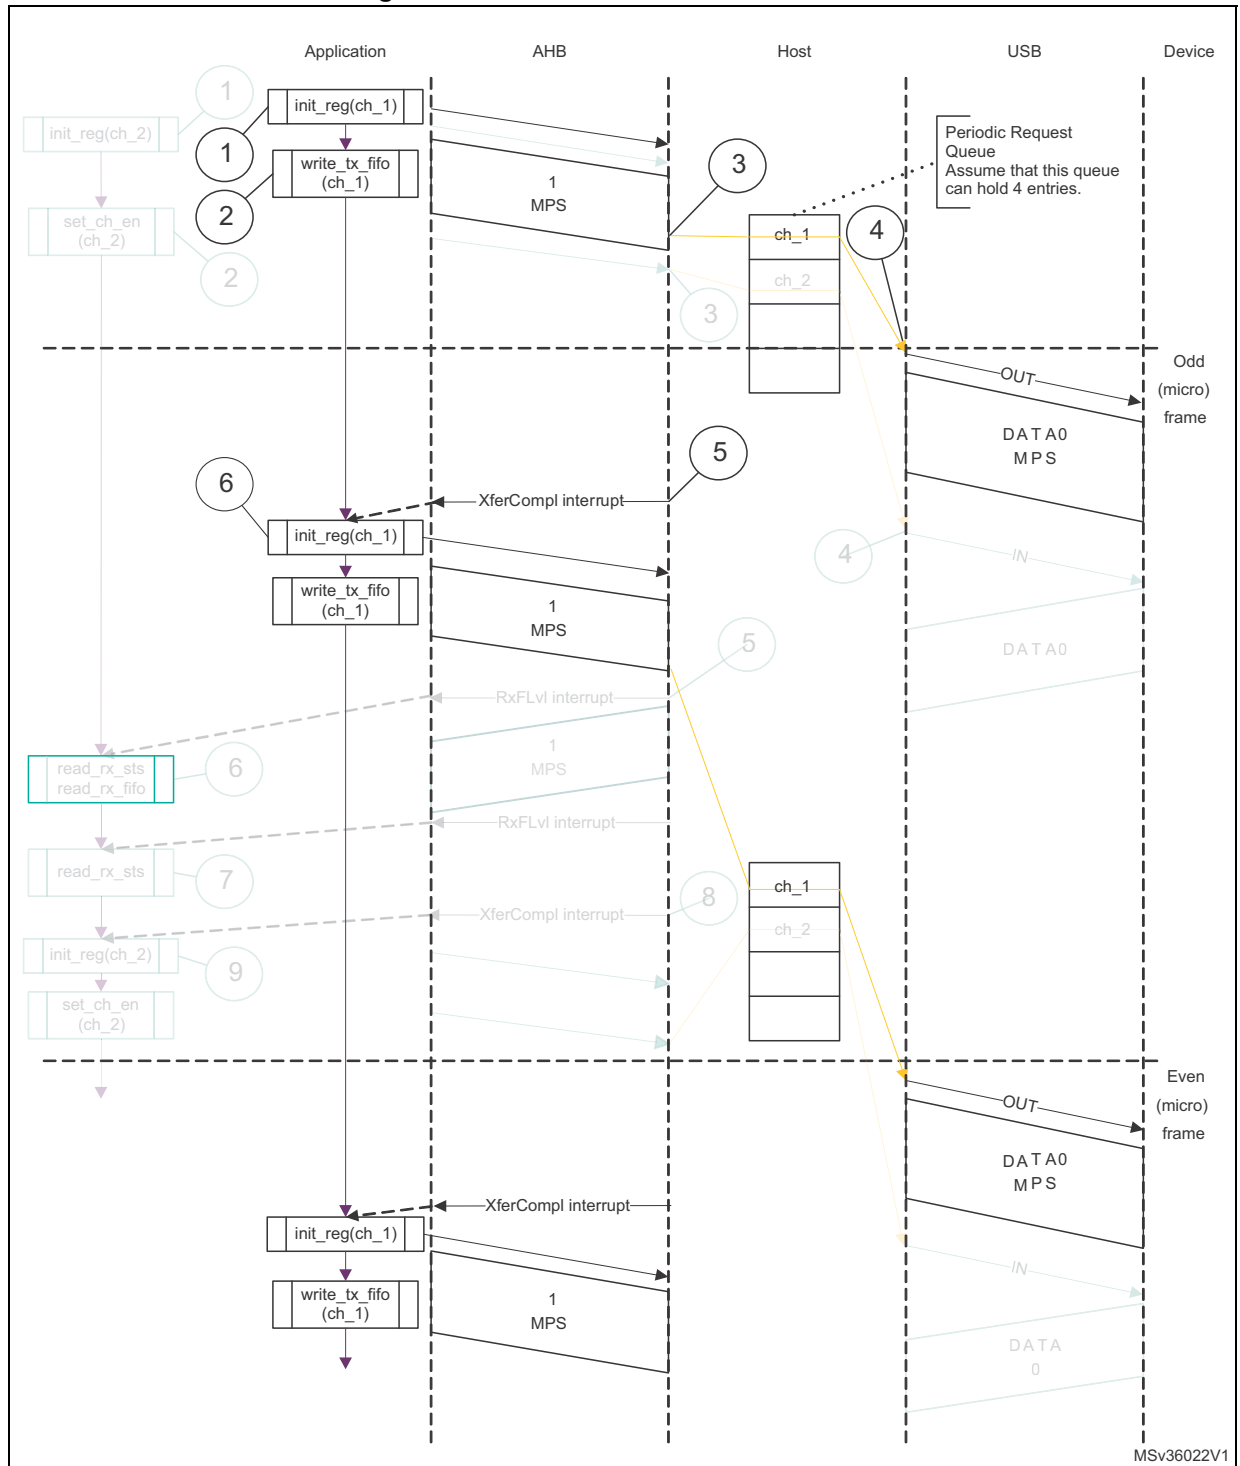 Application
AHB
Host
USB
Device
1
init_reg(ch_1)
init_reg(ch_2)
1
write_tx_fifo
(ch_1)
2
1
MPS
3
Periodic Request
Queue
Assume that this queue
can hold 4 entries.
set_ch_en
(ch_2)
2
ch_1
4
ch_2
3
Odd
(micro)
frame
OUT
DATA0
MPS
5
6
XferCompl interrupt
init_reg(ch_1)
4
IN
write_tx_fifo
(ch_1)
1
MPS
5
DATA0
RxFLvl interrupt
read_rx_sts
read_rx_fifo
6
1
MPS
RxFLvl interrupt
read_rx_sts
7
ch_1
8
XferCompl interrupt
ch_2
init_reg(ch_2)
9
set_ch_en
(ch_2)
Even
(micro)
frame
OUT
DATA0
MPS
XferCompl interrupt
init_reg(ch_1)
IN
write_tx_fifo
(ch_1)
1
MPS
DATA
0
MSv36022V1